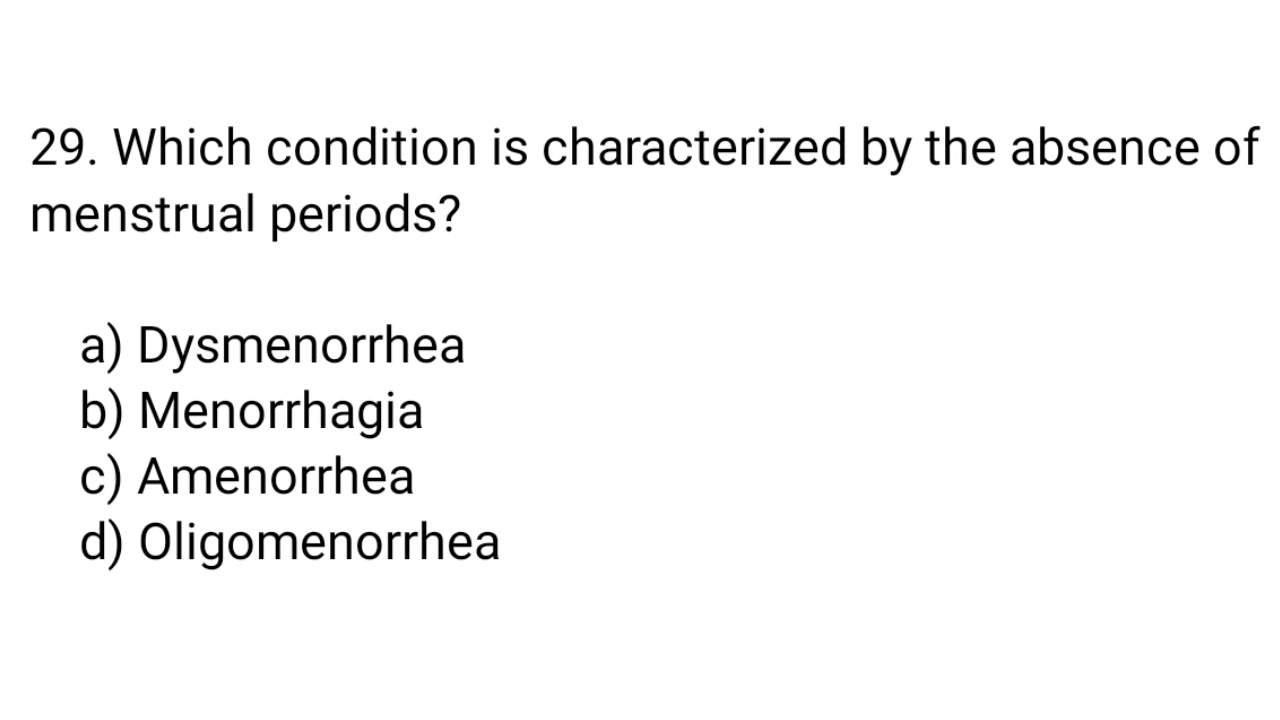 29. Which condition is characterized by the absence of
menstrual periods?
a) Dysmenorrhea
b) Menorrhagia
c) Amenorrhea
d) Oligomenorrhea